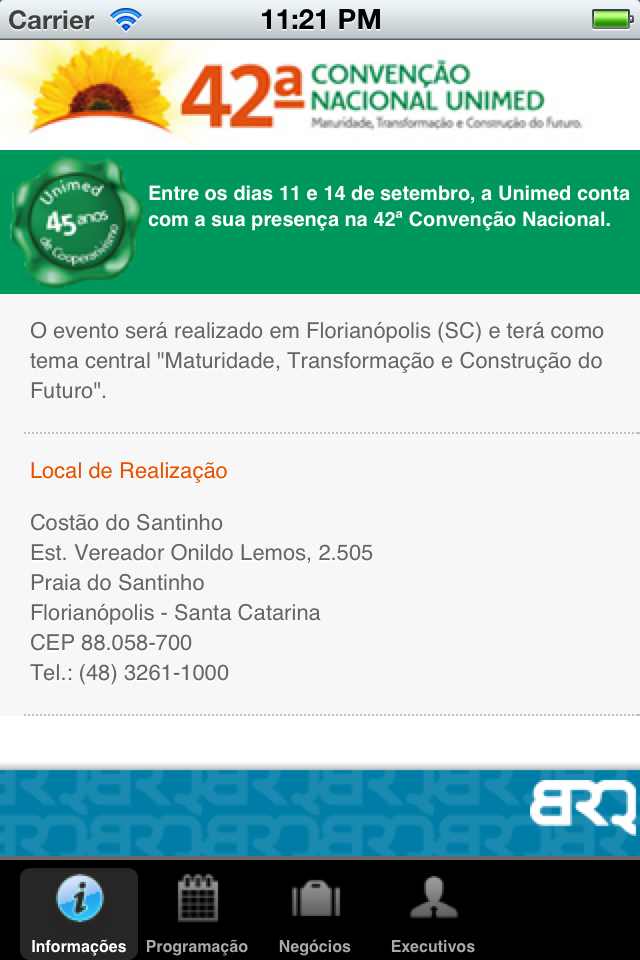 Carrier
11:21 PM
42ª
CONVENÇÃO
NACIONAL UNIMED
Maturidade, Transformação e Construção do Futuro.
Unimed
45 anos
de Cooperativismo
Entre os dias 11 e 14 de setembro, a Unimed conta
com a sua presença na 42ª Convenção Nacional.
O evento será realizado em Florianópolis (SC) e terá como
tema central "Maturidade, Transformação e Construção do
Futuro".
Local de Realização
Costão do Santinho
Est. Vereador Onildo Lemos, 2.505
Praia do Santinho
Florianópolis - Santa Catarina
CEP 88.058-700
Tel.: (48) 3261-1000
BRQ
Informações
Programação
Negócios
Executivos